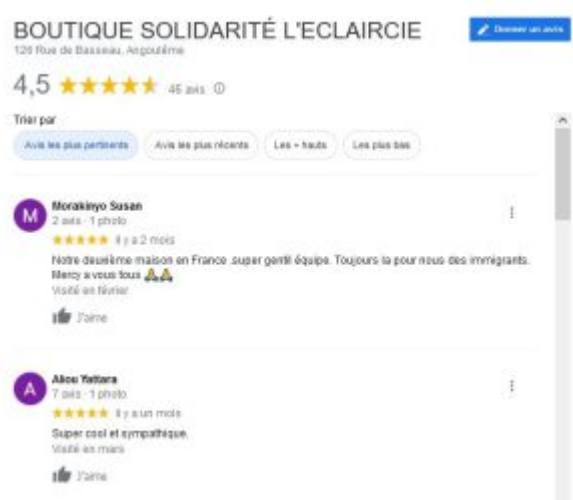 BOUTIQUE SOLIDARITÉ L'ECLAIRCIE
Donner un avis
126 Rue de Basseau, Angoulême
4,5 46 avis
Trier par
Avis les plus pertinents Avis les plus récents Les + hauts Les plus bas
M Morakinyo Susan
2 avis · 1 photo
il y a 2 mois
Notre deuxième maison en France .super gentil équipe. Toujours la pour nous des immigrants.
Mercy a vous tous 🙏🙏
Visité en février
J'aime
A Aliou Yattara
7 avis · 1 photo
il y a un mois
Super cool et sympathique.
Visité en mars
J'aime